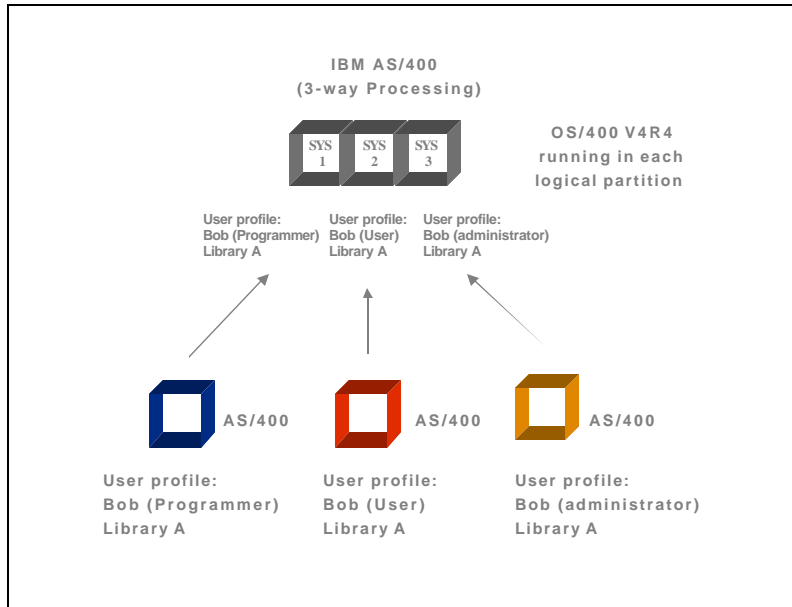 IBM AS/400
(3-way Processing)
OS/400 V4R4
running in each
logical partition
SYS
1
SYS
2
SYS
3
User profile:
Bob (Programmer)
Library A
User profile:
Bob (User)
Library A
User profile:
Bob (administrator)
Library A
AS/400
AS/400
AS/400
User profile:
Bob (Programmer)
Library A
User profile:
Bob (User)
Library A
User profile:
Bob (administrator)
Library A